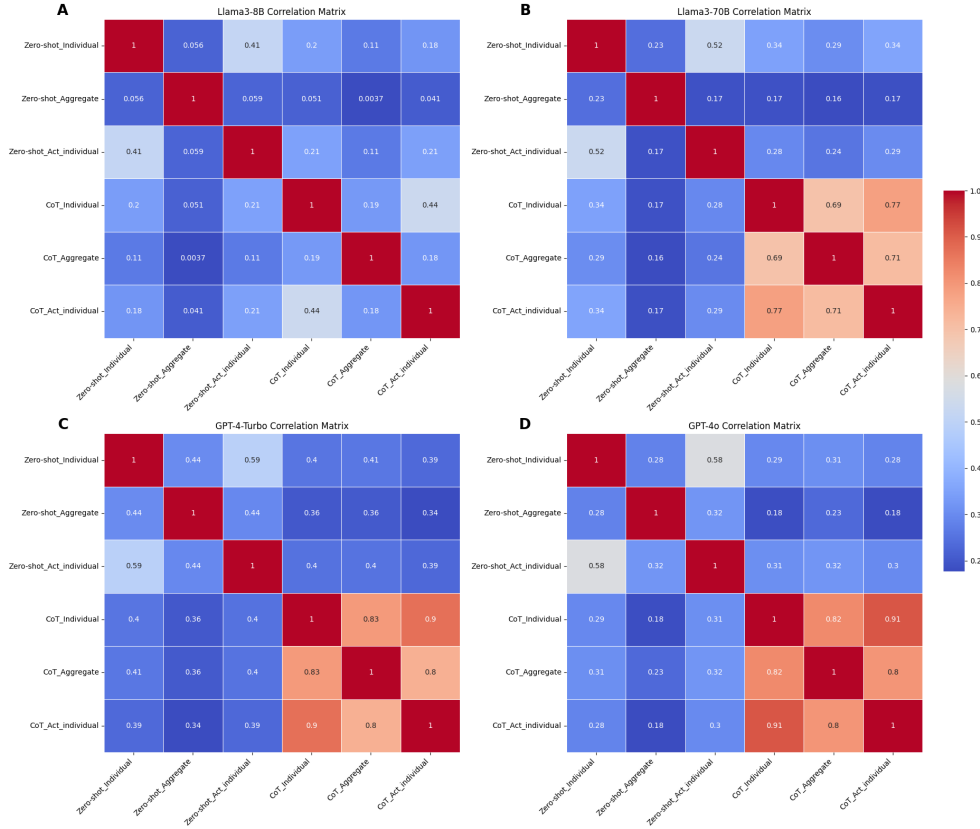 A
Llama3-8B Correlation Matrix
Zero-shot_Individual
1 0.056 0.41 0.2 0.11 0.18
Zero-shot_Aggregate
0.056 1 0.059 0.051 0.0037 0.041
Zero-shot_Act_individual
0.41 0.059 1 0.21 0.11 0.21
CoT_Individual
0.2 0.051 0.21 1 0.19 0.44
CoT_Aggregate
0.11 0.0037 0.11 0.19 1 0.18
CoT_Act_individual
0.18 0.041 0.21 0.44 0.18 1
Zero-shot_Individual
Zero-shot_Aggregate
Zero-shot_Act_individual
CoT_Individual
CoT_Aggregate
CoT_Act_individual
B
Llama3-70B Correlation Matrix
Zero-shot_Individual
1 0.23 0.52 0.34 0.29 0.34
Zero-shot_Aggregate
0.23 1 0.17 0.17 0.16 0.17
Zero-shot_Act_individual
0.52 0.17 1 0.28 0.24 0.29
CoT_Individual
0.34 0.17 0.28 1 0.69 0.77
CoT_Aggregate
0.29 0.16 0.24 0.69 1 0.71
CoT_Act_individual
0.34 0.17 0.29 0.77 0.71 1
Zero-shot_Individual
Zero-shot_Aggregate
Zero-shot_Act_individual
CoT_Individual
CoT_Aggregate
CoT_Act_individual
C
GPT-4-Turbo Correlation Matrix
Zero-shot_Individual
1 0.44 0.59 0.4 0.41 0.39
Zero-shot_Aggregate
0.44 1 0.44 0.36 0.36 0.34
Zero-shot_Act_individual
0.59 0.44 1 0.4 0.4 0.39
CoT_Individual
0.4 0.36 0.4 1 0.83 0.9
CoT_Aggregate
0.41 0.36 0.4 0.83 1 0.8
CoT_Act_individual
0.39 0.34 0.39 0.9 0.8 1
Zero-shot_Individual
Zero-shot_Aggregate
Zero-shot_Act_individual
CoT_Individual
CoT_Aggregate
CoT_Act_individual
D
GPT-4o Correlation Matrix
Zero-shot_Individual
1 0.28 0.58 0.29 0.31 0.28
Zero-shot_Aggregate
0.28 1 0.32 0.18 0.23 0.18
Zero-shot_Act_individual
0.58 0.32 1 0.31 0.32 0.3
CoT_Individual
0.29 0.18 0.31 1 0.82 0.91
CoT_Aggregate
0.31 0.23 0.32 0.82 1 0.8
CoT_Act_individual
0.28 0.18 0.3 0.91 0.8 1
Zero-shot_Individual
Zero-shot_Aggregate
Zero-shot_Act_individual
CoT_Individual
CoT_Aggregate
CoT_Act_individual
1.0
0.9
0.8
0.7
0.6
0.5
0.4
0.3
0.2